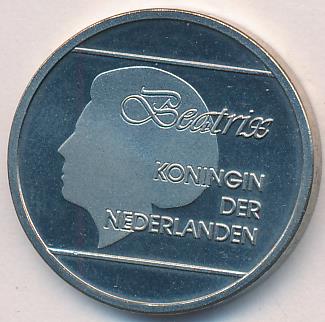 Beatrix
KONINGIN
DER
NEDERLANDEN